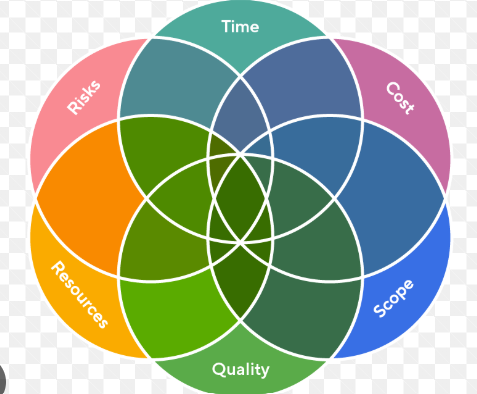 Time
Risks
Cost
Resources
Scope
Quality